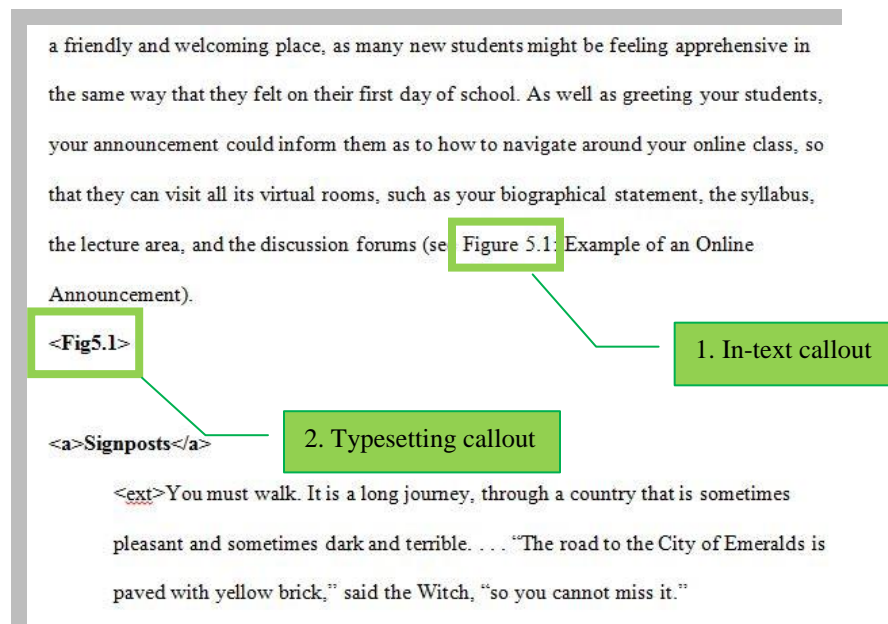 a friendly and welcoming place, as many new students might be feeling apprehensive in
the same way that they felt on their first day of school. As well as greeting your students,
your announcement could inform them as to how to navigate around your online class, so
that they can visit all its virtual rooms, such as your biographical statement, the syllabus,
the lecture area, and the discussion forums (se Figure 5.1: Example of an Online
Announcement).
<Fig5.1>
1. In-text callout
2. Typesetting callout
<a>Signposts</a>
<ext>You must walk. It is a long journey, through a country that is sometimes
pleasant and sometimes dark and terrible. . . . “The road to the City of Emeralds is
paved with yellow brick,” said the Witch, “so you cannot miss it.”